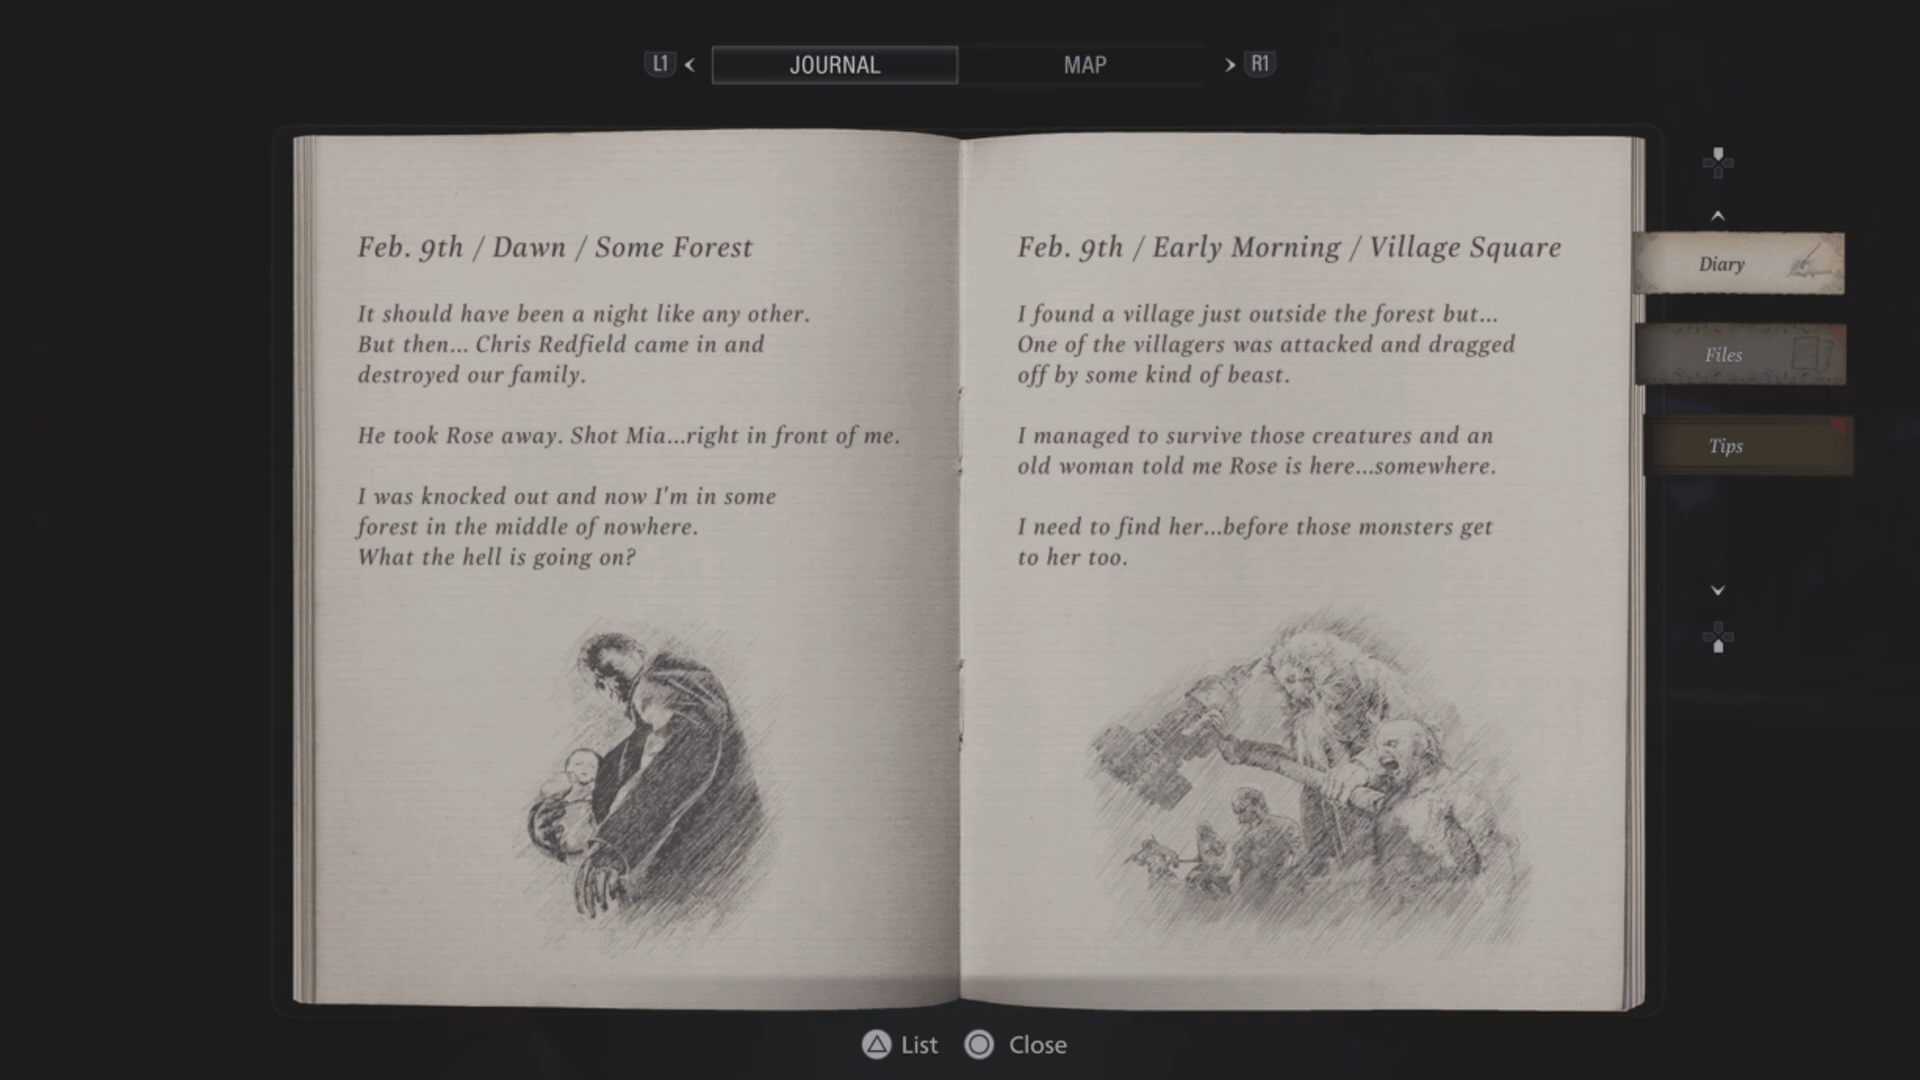 L1 < JOURNAL MAP > R1
Feb. 9th / Dawn / Some Forest
It should have been a night like any other.
But then... Chris Redfield came in and
destroyed our family.
He took Rose away. Shot Mia...right in front of me.
I was knocked out and now I'm in some
forest in the middle of nowhere.
What the hell is going on?
Feb. 9th / Early Morning / Village Square
I found a village just outside the forest but...
One of the villagers was attacked and dragged
off by some kind of beast.
I managed to survive those creatures and an
old woman told me Rose is here...somewhere.
I need to find her...before those monsters get
to her too.
Diary
Files
Tips
List Close